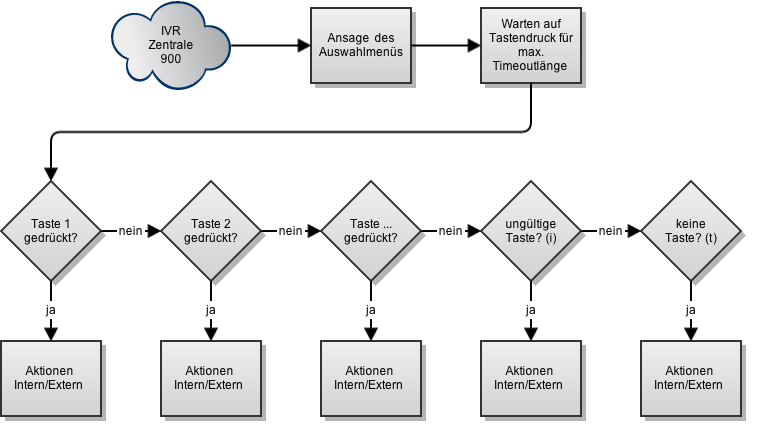 IVR
Zentrale
900
Ansage des
Auswahlmenüs
Warten auf
Tastendruck für
max.
Timeoutlänge
Taste 1
gedrückt?
nein
Taste 2
gedrückt?
nein
Taste ...
gedrückt?
nein
ungültige
Taste? (i)
nein
keine
Taste? (t)
ja
ja
ja
ja
ja
Aktionen
Intern/Extern
Aktionen
Intern/Extern
Aktionen
Intern/Extern
Aktionen
Intern/Extern
Aktionen
Intern/Extern